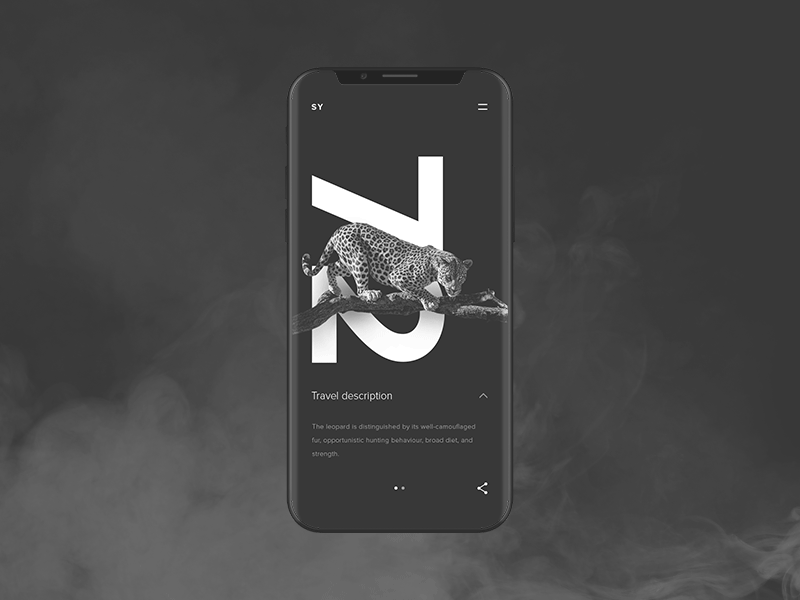 SY
72
Travel description
The leopard is distinguished by its well-camouflaged
fur, opportunistic hunting behaviour, broad diet, and
strength.